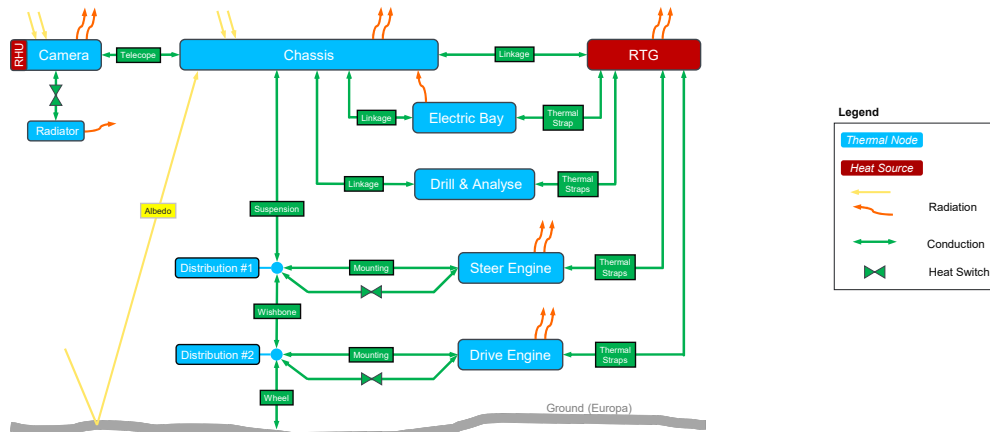 RHU
Camera
Telecope
Chassis
Linkage
RTG
Radiator
Linkage
Electric Bay
Thermal
Strap
Linkage
Drill & Analyse
Thermal
Straps
Albedo
Suspension
Distribution #1
Mounting
Steer Engine
Thermal
Straps
Wishbone
Distribution #2
Mounting
Drive Engine
Thermal
Straps
Wheel
Ground (Europa)
Legend
Thermal Node
Heat Source
Radiation
Conduction
Heat Switch